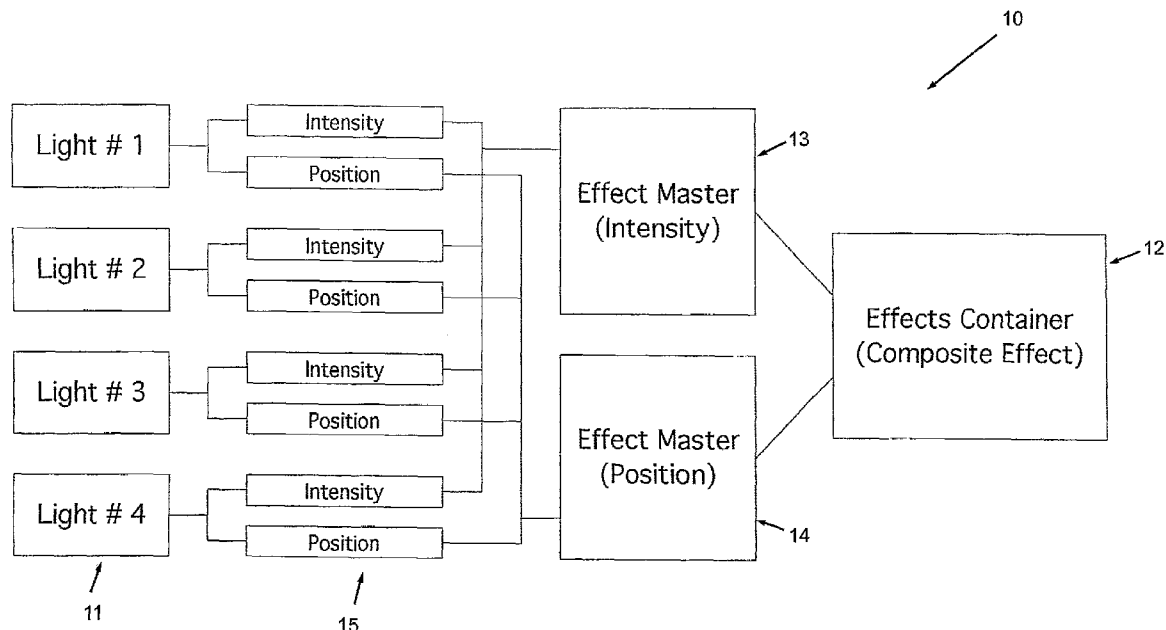 10
Light # 1
Intensity
Position
Effect Master
(Intensity)
13
Light # 2
Intensity
Position
Effects Container
(Composite Effect)
12
Light # 3
Intensity
Position
Effect Master
(Position)
14
Light # 4
Intensity
Position
11
15